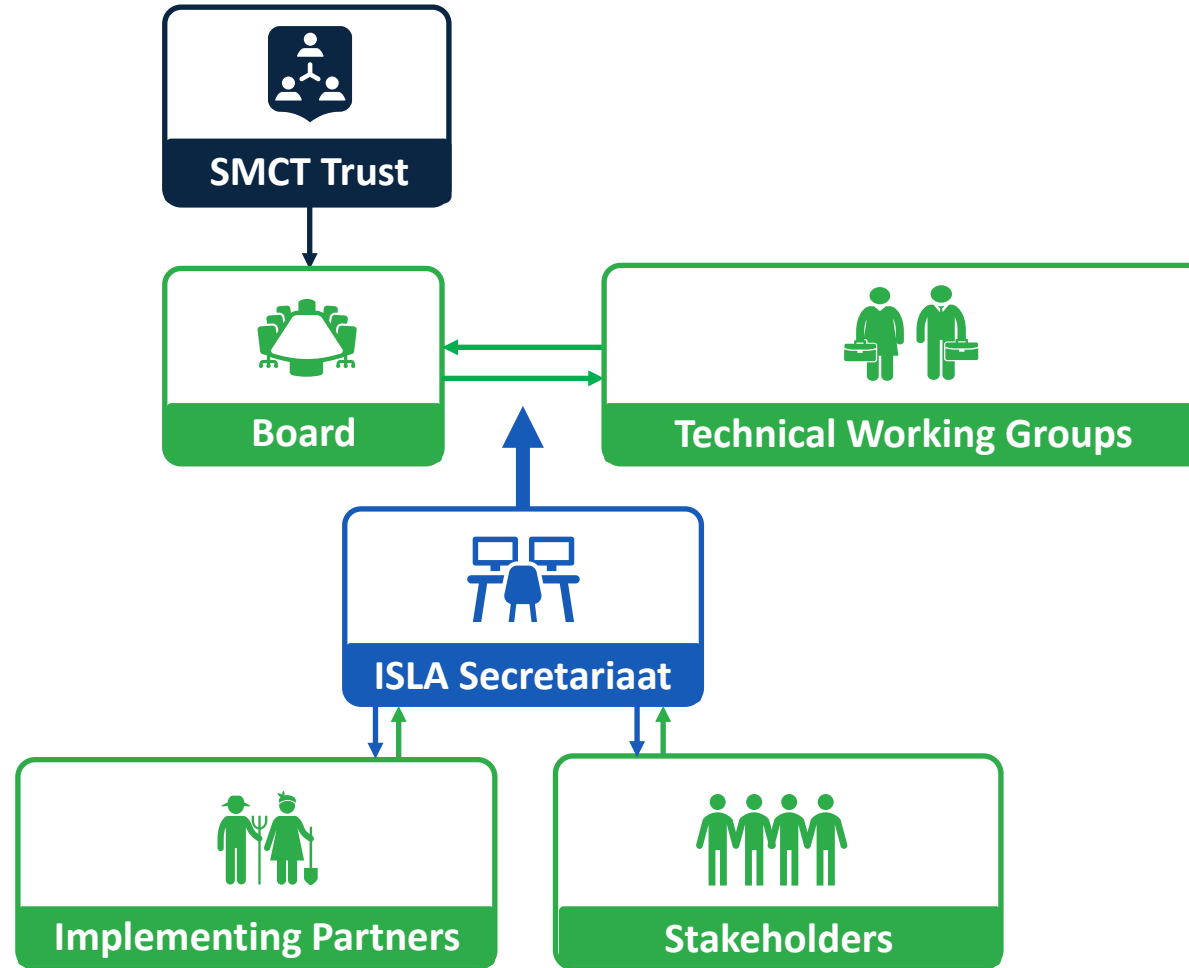 SMCT Trust
Board
Technical Working Groups
ISLA Secretariaat
Implementing Partners
Stakeholders